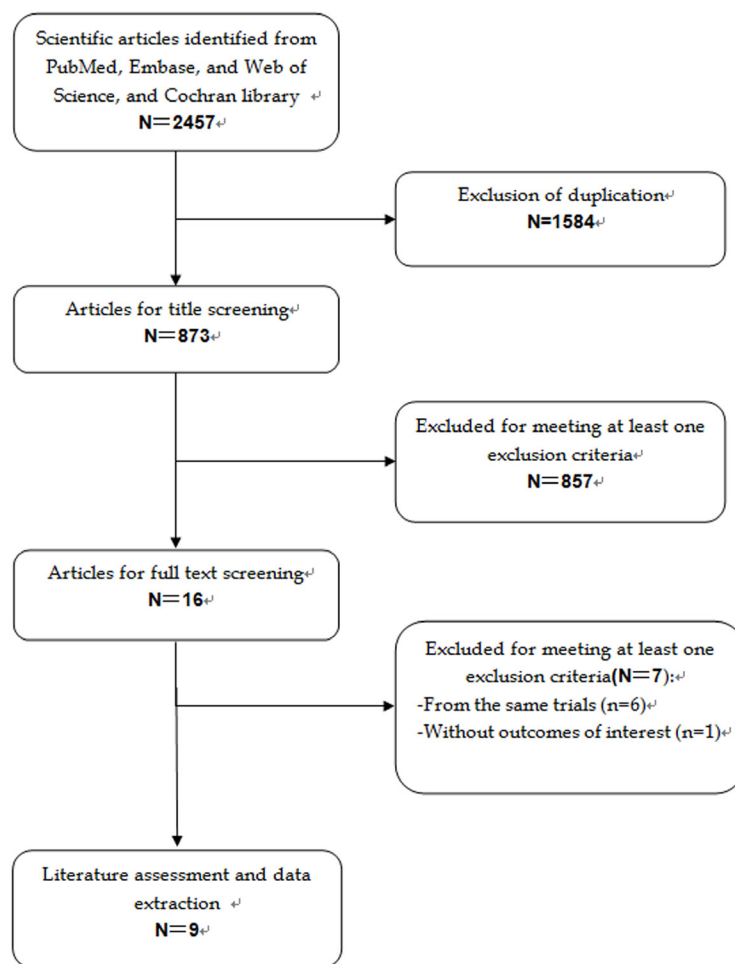 Scientific articles identified from
PubMed, Embase, and Web of
Science, and Cochran library ↵
N＝2457↵
Exclusion of duplication↵
N=1584↵
Articles for title screening↵
N＝873↵
Excluded for meeting at least one
exclusion criteria↵
N＝857↵
Articles for full text screening↵
N＝16↵
Excluded for meeting at least one
exclusion criteria(N＝7):↵
-From the same trials (n=6)↵
-Without outcomes of interest (n=1)↵
Literature assessment and data
extraction ↵
N＝9↵